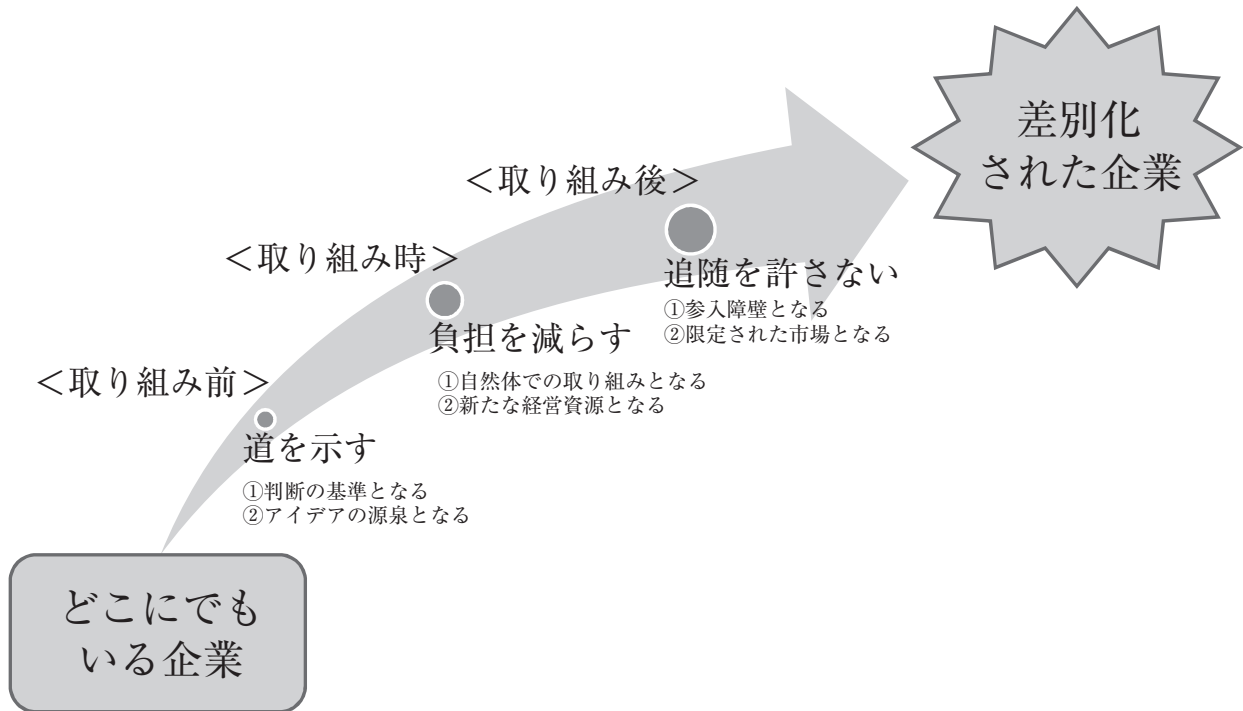 差別化
された企業
＜取り組み後＞
追随を許さない
①参入障壁となる
②限定された市場となる
＜取り組み時＞
負担を減らす
①自然体での取り組みとなる
②新たな経営資源となる
＜取り組み前＞
道を示す
①判断の基準となる
②アイデアの源泉となる
どこにでも
いる企業